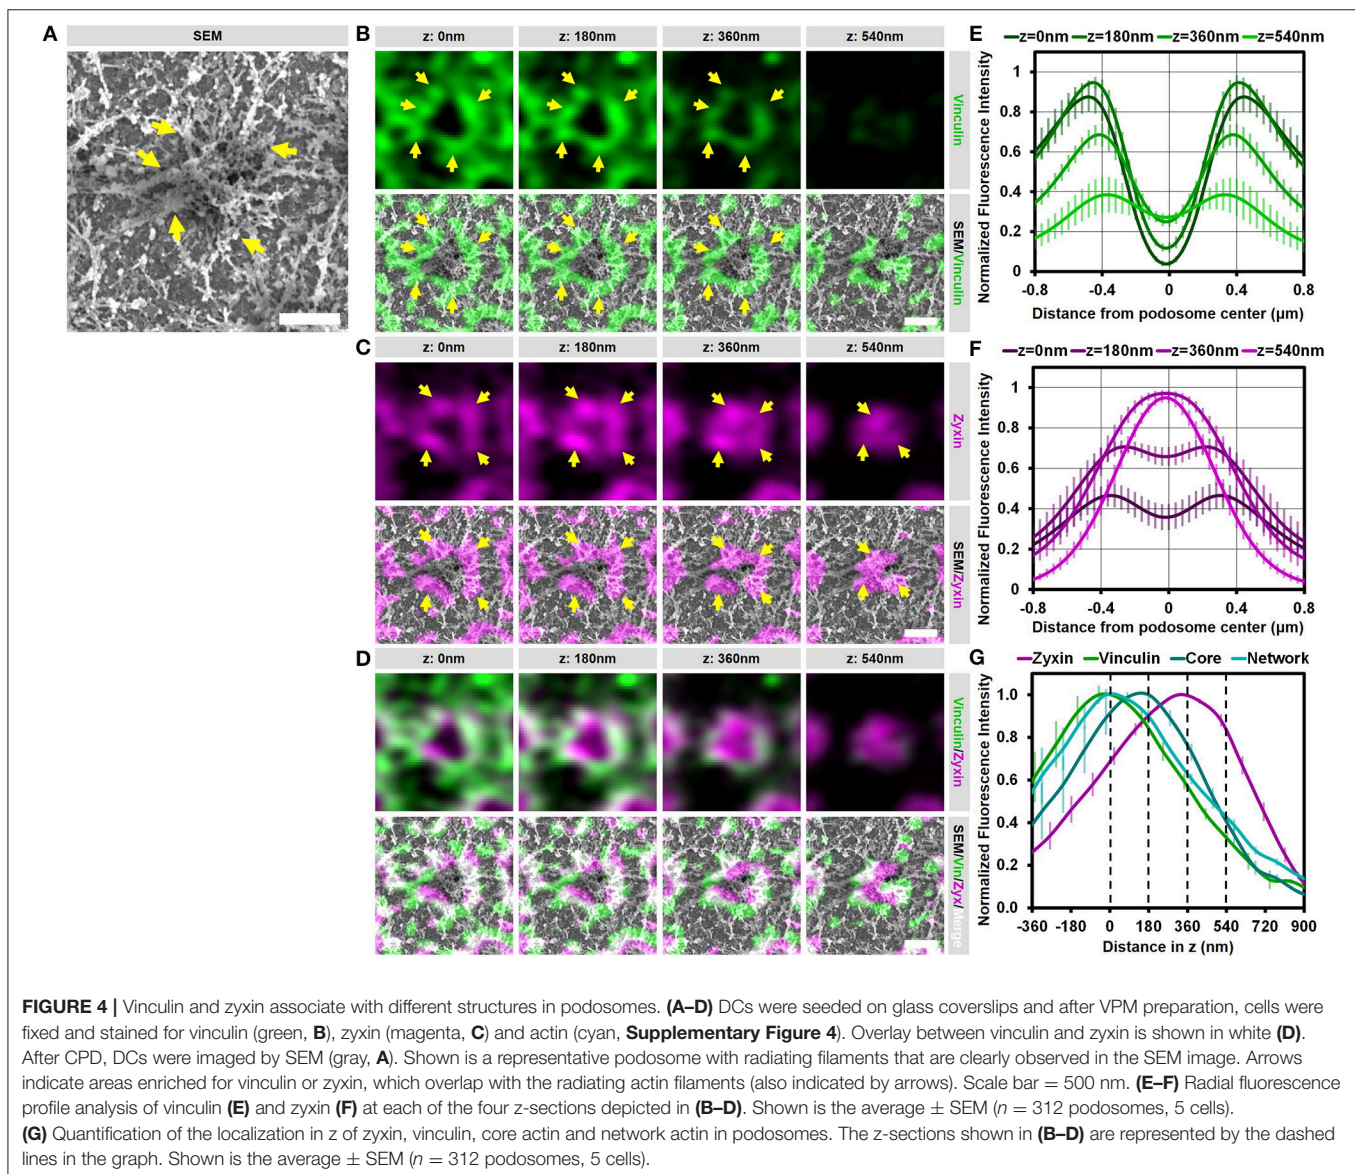 A
SEM
B
z: 0nm
z: 180nm
z: 360nm
z: 540nm
Vinculin
SEM/Vinculin
C
z: 0nm
z: 180nm
z: 360nm
z: 540nm
Zyxin
SEM/Zyxin
D
z: 0nm
z: 180nm
z: 360nm
z: 540nm
Vinculin/Zyxin
SEM/Vin/Zyx/Merge
E
z=0nm z=180nm z=360nm z=540nm
Normalized Fluorescence Intensity
1
0.8
0.6
0.4
0.2
0
-0.8 -0.4 0 0.4 0.8
Distance from podosome center (µm)
F
z=0nm z=180nm z=360nm z=540nm
Normalized Fluorescence Intensity
1
0.8
0.6
0.4
0.2
0
-0.8 -0.4 0 0.4 0.8
Distance from podosome center (µm)
G
Zyxin Vinculin Core Network
Normalized Fluorescence Intensity
1.0
0.8
0.6
0.4
0.2
0.0
-360 -180 0 180 360 540 720 900
Distance in z (nm)
FIGURE 4 | Vinculin and zyxin associate with different structures in podosomes. (A–D) DCs were seeded on glass coverslips and after VPM preparation, cells were
fixed and stained for vinculin (green, B), zyxin (magenta, C) and actin (cyan, Supplementary Figure 4). Overlay between vinculin and zyxin is shown in white (D).
After CPD, DCs were imaged by SEM (gray, A). Shown is a representative podosome with radiating filaments that are clearly observed in the SEM image. Arrows
indicate areas enriched for vinculin or zyxin, which overlap with the radiating actin filaments (also indicated by arrows). Scale bar = 500 nm. (E–F) Radial fluorescence
profile analysis of vinculin (E) and zyxin (F) at each of the four z-sections depicted in (B–D). Shown is the average ± SEM (n = 312 podosomes, 5 cells).
(G) Quantification of the localization in z of zyxin, vinculin, core actin and network actin in podosomes. The z-sections shown in (B–D) are represented by the dashed
lines in the graph. Shown is the average ± SEM (n = 312 podosomes, 5 cells).